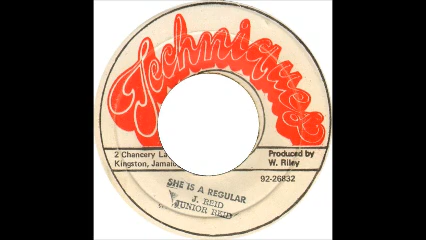 Techniques
2 Chancery La
Kingston, Jamaic
Produced by
W. Riley
92-26832
SHE IS A REGULAR
J. REID
JUNIOR REID